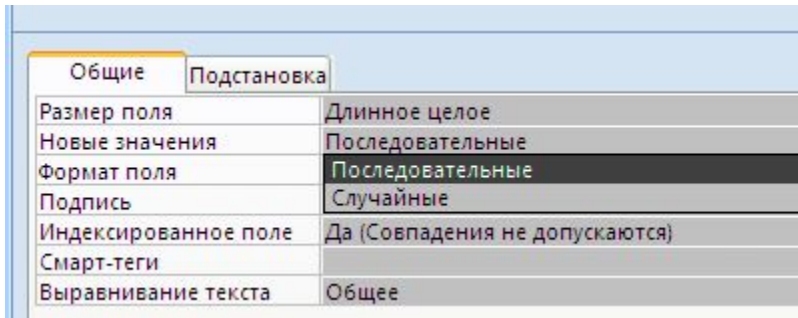 Общие Подстановка
Размер поля Длинное целое
Новые значения Последовательные
Формат поля Последовательные
Подпись Случайные
Индексированное поле Да (Совпадения не допускаются)
Смарт-теги
Выравнивание текста Общее